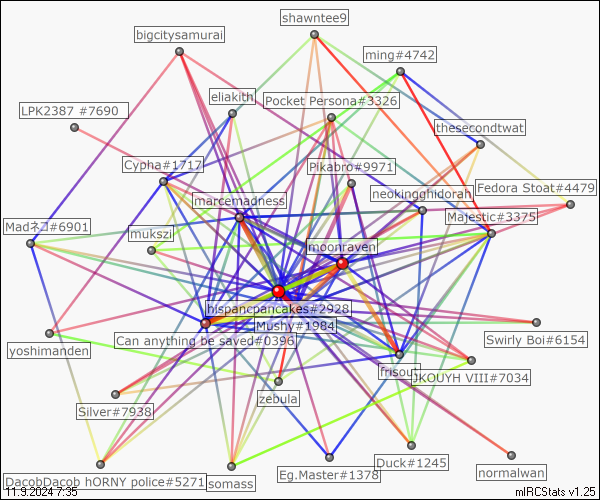 shawntee9
bigcitysamurai
ming#4742
eliakith
Pocket Persona#3326
LPK2387 #7690
thesecondtwat
Cypha#1717
Pikabro#9971
neokingghidorah
Fedora Stoat#4479
marcemadness
Majestic#3375
Madネコ#6901
mukszi
moonraven
hispancpancakes#2928
Mushy#1984
Can anything be saved#0396
Swirly Boi#6154
yoshimanden
frisou
JKOUYH VIII#7034
zebula
Silver#7938
Duck#1245
DacobDacob hORNY police#5271
somass
Eg.Master#1378
normalwan
11.9.2024 7:35
mIRCStats v1.25